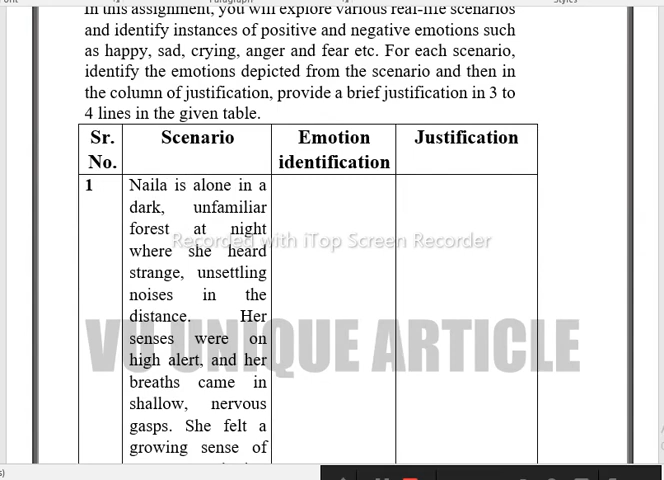 In this assignment, you will explore various real-life scenarios
and identify instances of positive and negative emotions such
as happy, sad, crying, anger and fear etc. For each scenario,
identify the emotions depicted from the scenario and then in
the column of justification, provide a brief justification in 3 to
4 lines in the given table.
Sr. No.
Scenario
Emotion identification
Justification
1
Naila is alone in a
dark, unfamiliar
forest at night
where she heard
strange, unsettling
noises in the
distance. Her
senses were on
high alert, and her
breaths came in
shallow, nervous
gasps. She felt a
growing sense of
Recorded with iTop Screen Recorder
VU UNIQUE ARTICLE